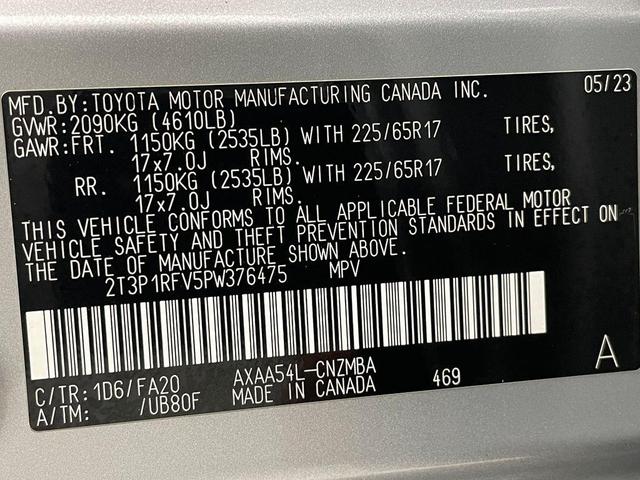 MFD.BY:TOYOTA MOTOR MANUFACTURING CANADA INC. 05/23
GVWR:2090KG (4610LB)
GAWR:FRT. 1150KG (2535LB) WITH 225/65R17 TIRES,
17x7.0J RIMS.
RR. 1150KG (2535LB) WITH 225/65R17 TIRES,
17x7.0J RIMS.
THIS VEHICLE CONFORMS TO ALL APPLICABLE FEDERAL MOTOR
VEHICLE SAFETY AND THEFT PREVENTION STANDARDS IN EFFECT ON
THE DATE OF MANUFACTURE SHOWN ABOVE.
2T3P1RFV5PW376475 MPV
C/TR: 1D6/FA20 AXAA54L-CNZMBA A
A/TM: /UB80F MADE IN CANADA 469